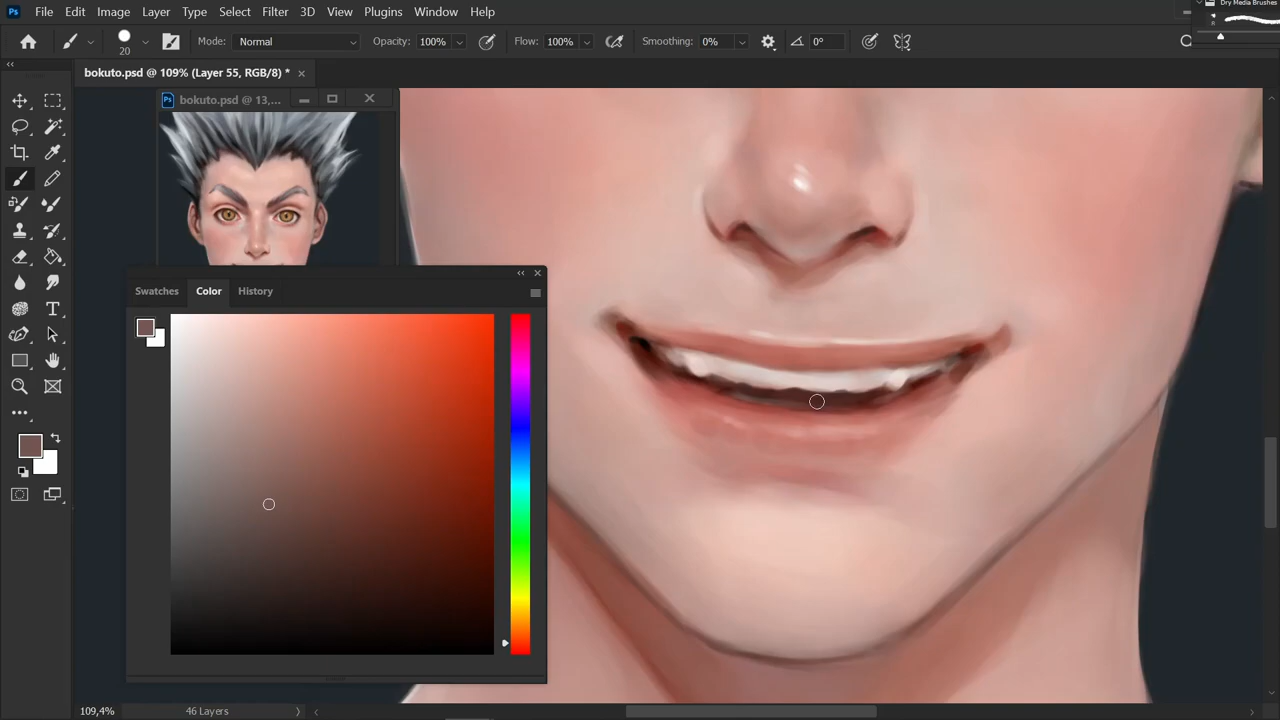 Ps File Edit Image Layer Type Select Filter 3D View Plugins Window Help
Dry Media Brushes
20 Mode: Normal Opacity: 100% Flow: 100% Smoothing: 0% 0°
bokuto.psd @ 109% (Layer 55, RGB/8) *
Ps bokuto.psd @ 13,...
Swatches Color History
109,4% 46 Layers